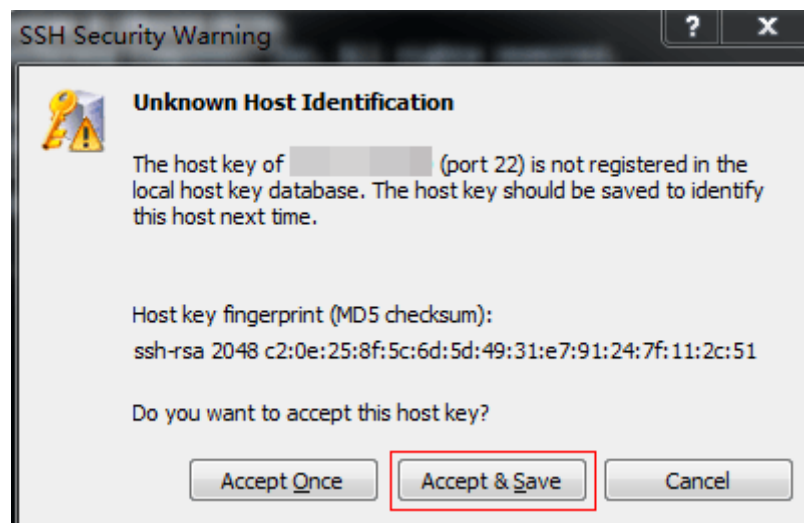 SSH Security Warning
? x
Unknown Host Identification
The host key of (port 22) is not registered in the
local host key database. The host key should be saved to identify
this host next time.
Host key fingerprint (MD5 checksum):
ssh-rsa 2048 c2:0e:25:8f:5c:6d:5d:49:31:e7:91:24:7f:11:2c:51
Do you want to accept this host key?
Accept Once Accept & Save Cancel